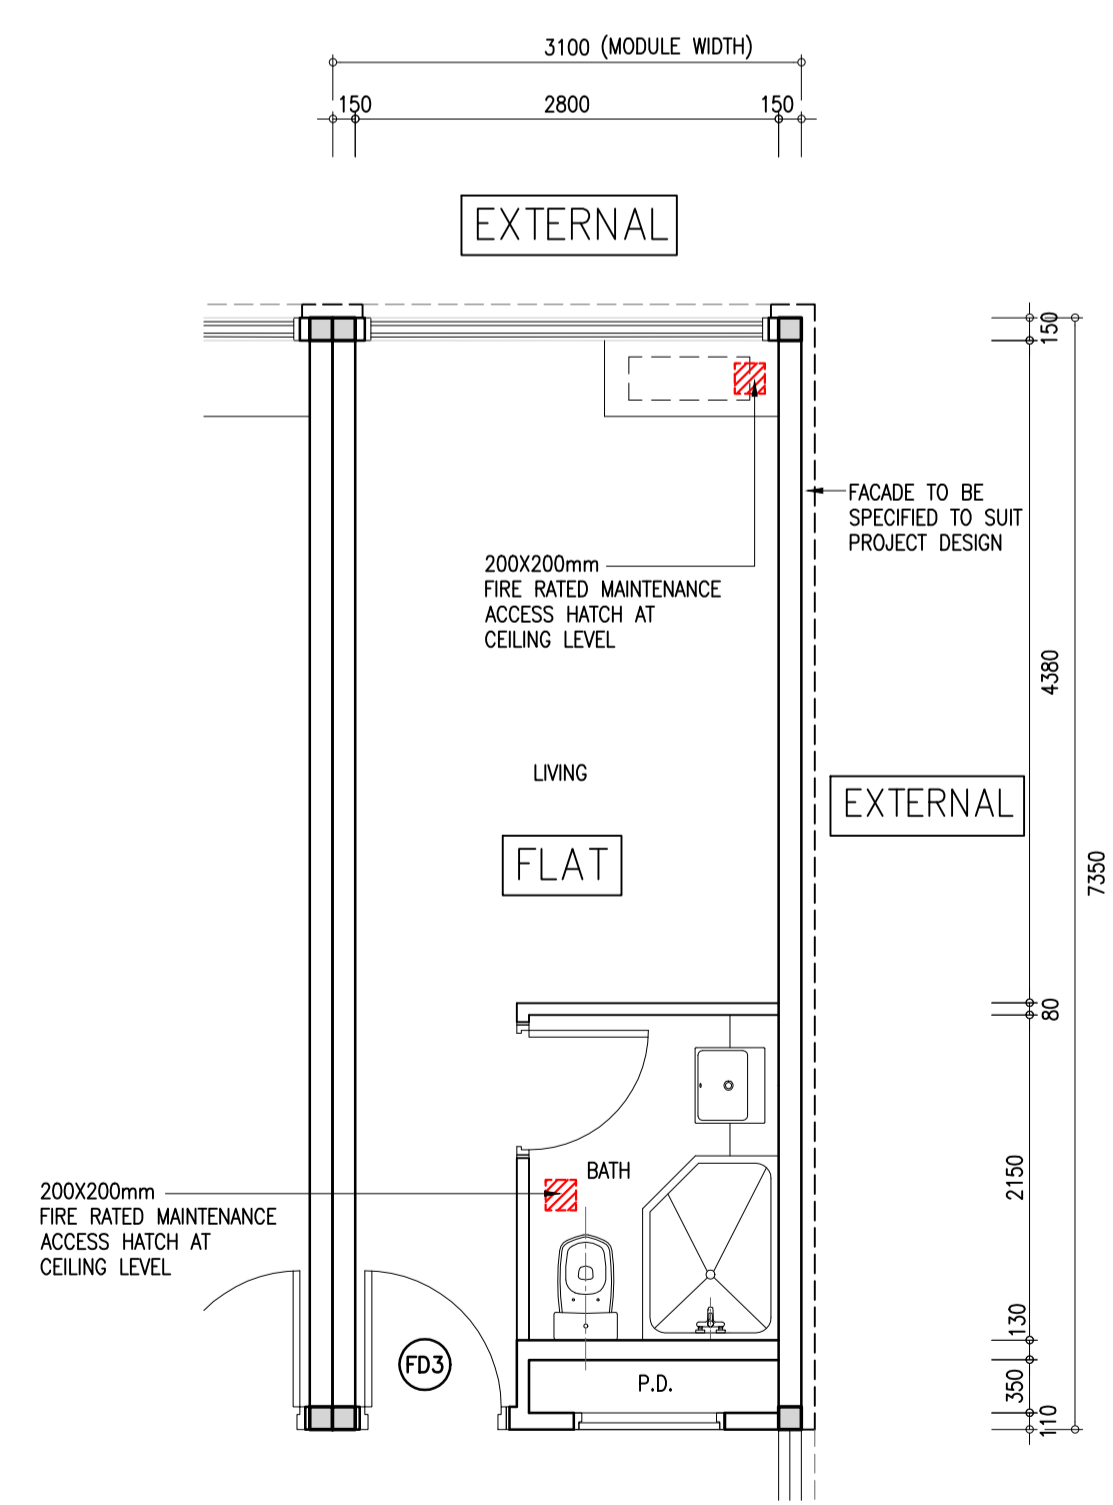 3100 (MODULE WIDTH)
150
2800
150
EXTERNAL
150
FACADE TO BE
SPECIFIED TO SUIT
PROJECT DESIGN
200X200mm
FIRE RATED MAINTENANCE
ACCESS HATCH AT
CEILING LEVEL
4380
LIVING
EXTERNAL
FLAT
7350
80
BATH
2150
200X200mm
FIRE RATED MAINTENANCE
ACCESS HATCH AT
CEILING LEVEL
130
FD3
P.D.
350
110